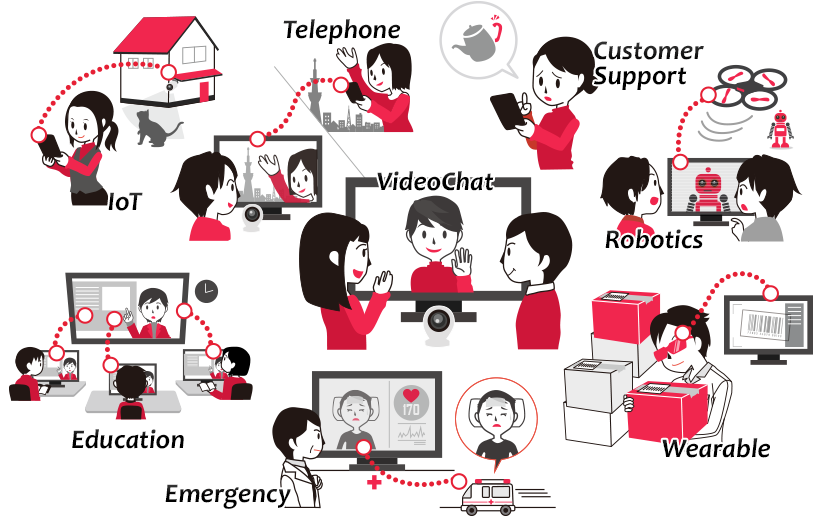 Telephone
Customer
Support
VideoChat
IoT
Robotics
170
Education
Wearable
Emergency